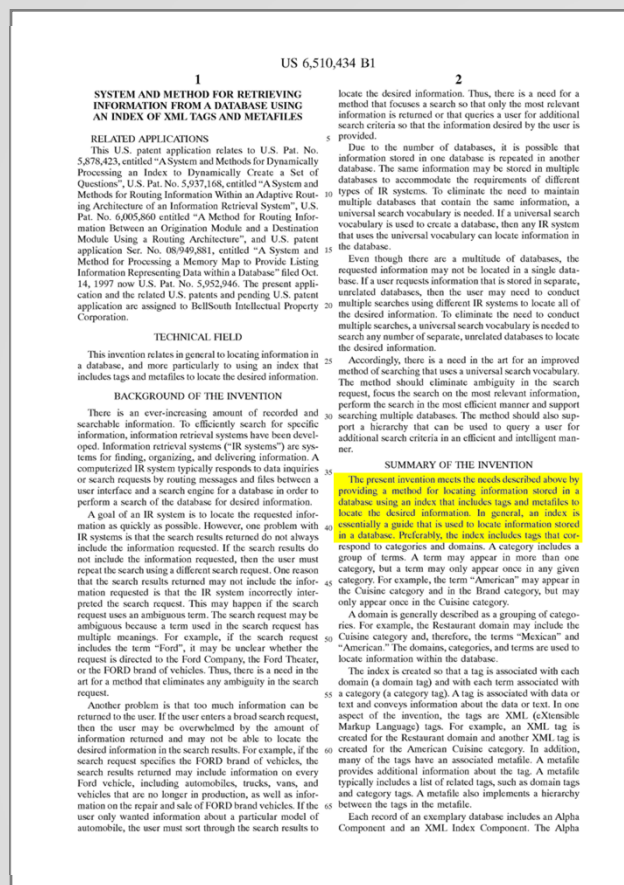 US 6,510,434 B1
1
SYSTEM AND METHOD FOR RETRIEVING
INFORMATION FROM A DATABASE USING
AN INDEX OF XML TAGS AND METAFILES
RELATED APPLICATIONS
This U.S. patent application relates to U.S. Pat. No.
5,878,423, entitled “A System and Methods for Dynamically
Processing an Index to Dynamically Create a Set of
Questions”, U.S. Pat. No. 5,937,168, entitled “A System and
Methods for Routing Information Within an Adaptive Rout-
ing Architecture of an Information Retrieval System”, U.S.
Pat. No. 6,005,860 entitled “A Method for Routing Infor-
mation Between an Origination Module and a Destination
Module Using a Routing Architecture”, and U.S. patent
application Ser. No. 08/949,881, entitled “A System and
Method for Processing a Memory Map to Provide Listing
Information Representing Data within a Database” filed Oct.
14, 1997 now U.S. Pat. No. 5,952,946. The present appli-
cation and the related U.S. patents and pending U.S. patent
application are assigned to BellSouth Intellectual Property
Corporation.
TECHNICAL FIELD
This invention relates in general to locating information in
a database, and more particularly to using an index that
includes tags and metafiles to locate the desired information.
BACKGROUND OF THE INVENTION
There is an ever-increasing amount of recorded and
searchable information. To efficiently search for specific
information, information retrieval systems have been devel-
oped. Information retrieval systems (“IR systems”) are sys-
tems for finding, organizing, and delivering information. A
computerized IR system typically responds to data inquiries
or search requests by routing messages and files between a
user interface and a search engine for a database in order to
perform a search of the database for desired information.
A goal of an IR system is to locate the requested infor-
mation as quickly as possible. However, one problem with
IR systems is that the search results returned do not always
include the information requested. If the search results do
not include the information requested, then the user must
repeat the search using a different search request. One reason
that the search results returned may not include the infor-
mation requested is that the IR system incorrectly inter-
preted the search request. This may happen if the search
request uses an ambiguous term. The search request may be
ambiguous because a term used in the search request has
multiple meanings. For example, if the search request
includes the term “Ford”, it may be unclear whether the
request is directed to the Ford Company, the Ford Theater,
or the FORD brand of vehicles. Thus, there is a need in the
art for a method that eliminates any ambiguity in the search
request.
Another problem is that too much information can be
returned to the user. If the user enters a broad search request,
then the user may be overwhelmed by the amount of
information returned and may not be able to locate the
desired information in the search results. For example, if the
search request specifies the FORD brand of vehicles, the
search results returned may include information on every
Ford vehicle, including automobiles, trucks, vans, and
vehicles that are no longer in production, as well as infor-
mation on the repair and sale of FORD brand vehicles. If the
user only wanted information about a particular model of
automobile, the user must sort through the search results to
5
10
15
20
25
30
35
40
45
50
55
60
65
2
locate the desired information. Thus, there is a need for a
method that focuses a search so that only the most relevant
information is returned or that queries a user for additional
search criteria so that the information desired by the user is
provided.
Due to the number of databases, it is possible that
information stored in one database is repeated in another
database. The same information may be stored in multiple
databases to accommodate the requirements of different
types of IR systems. To eliminate the need to maintain
multiple databases that contain the same information, a
universal search vocabulary is needed. If a universal search
vocabulary is used to create a database, then any IR system
that uses the universal vocabulary can locate information in
the database.
Even though there are a multitude of databases, the
requested information may not be located in a single data-
base. If a user requests information that is stored in separate,
unrelated databases, then the user may need to conduct
multiple searches using different IR systems to locate all of
the desired information. To eliminate the need to conduct
multiple searches, a universal search vocabulary is needed to
search any number of separate, unrelated databases to locate
the desired information.
Accordingly, there is a need in the art for an improved
method of searching that uses a universal search vocabulary.
The method should eliminate ambiguity in the search
request, focus the search on the most relevant information,
perform the search in the most efficient manner and support
searching multiple databases. The method should also sup-
port a hierarchy that can be used to query a user for
additional search criteria in an efficient and intelligent man-
ner.
SUMMARY OF THE INVENTION
The present invention meets the needs described above by
providing a method for locating information stored in a
database using an index that includes tags and metafiles to
locate the desired information. In general, an index is
essentially a guide that is used to locate information stored
in a database. Preferably, the index includes tags that cor-
respond to categories and domains. A category includes a
group of terms. A term may appear in more than one
category, but a term may only appear once in any given
category. For example, the term “American” may appear in
the Cuisine category and in the Brand category, but may
only appear once in the Cuisine category.
A domain is generally described as a grouping of catego-
ries. For example, the Restaurant domain may include the
Cuisine category and, therefore, the terms “Mexican” and
“American.” The domains, categories, and terms are used to
locate information within the database.
The index is created so that a tag is associated with each
domain (a domain tag) and with each term associated with
a category (a category tag). A tag is associated with data or
text and conveys information about the data or text. In one
aspect of the invention, the tags are XML (eXtensible
Markup Language) tags. For example, an XML tag is
created for the Restaurant domain and another XML tag is
created for the American Cuisine category. In addition,
many of the tags have an associated metafile. A metafile
provides additional information about the tag. A metafile
typically includes a list of related tags, such as domain tags
and category tags. A metafile also implements a hierarchy
between the tags in the metafile.
Each record of an exemplary database includes an Alpha
Component and an XML Index Component. The Alpha